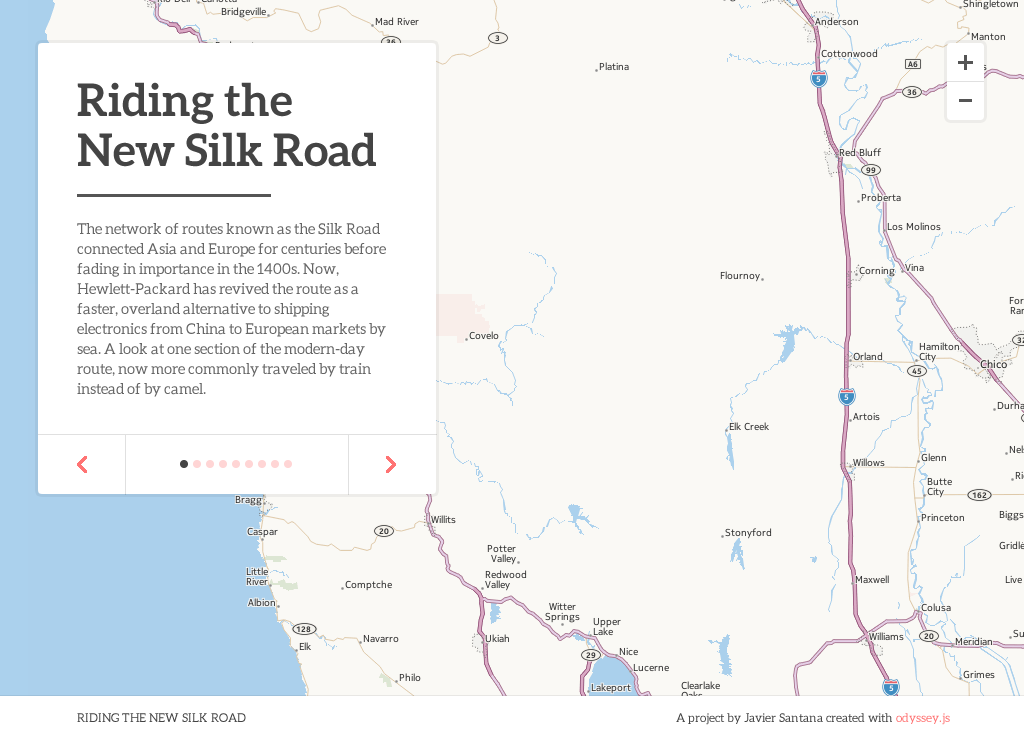 Bridgeville
Mad River
36
3
Platina
Anderson
Shingletown
Cottonwood
Manton
A6
5
36
+
−
Riding the
New Silk Road
The network of routes known as the Silk Road
connected Asia and Europe for centuries before
fading in importance in the 1400s. Now,
Hewlett-Packard has revived the route as a
faster, overland alternative to shipping
electronics from China to European markets by
sea. A look at one section of the modern-day
route, now more commonly traveled by train
instead of by camel.
Red Bluff
99
Proberta
Los Molinos
Flournoy
Corning
Vina
Covelo
Orland
Hamilton
City
45
Chico
5
Artois
Elk Creek
Willows
Glenn
Butte
City
162
Princeton
Biggs
Bragg
Willits
20
Caspar
Stonyford
Potter
Valley
Redwood
Valley
Little
River
Comptche
Albion
Maxwell
Live
Witter
Springs
Upper
Lake
Colusa
128
Navarro
Elk
Ukiah
Williams
20
Meridian
29
Nice
Lucerne
Philo
Lakeport
Clearlake
Oaks
5
Grimes
RIDING THE NEW SILK ROAD
A project by Javier Santana created with odyssey.js